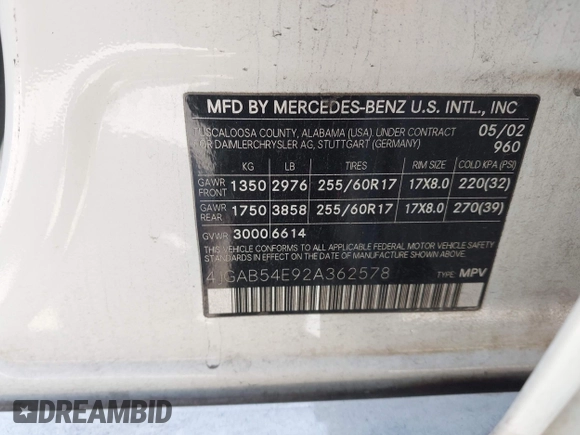 MFD BY MERCEDES-BENZ U.S. INTL., INC
TUSCALOOSA COUNTY, ALABAMA (USA), UNDER CONTRACT 05/02
FOR DAIMLERCHRYSLER AG, STUTTGART (GERMANY) 960
KG LB TIRES RIM SIZE COLD KPA (PSI)
GAWR FRONT 1350 2976 255/60R17 17X8.0 220(32)
GAWR REAR 1750 3858 255/60R17 17X8.0 270(39)
GVWR 3000 6614
THIS VEHICLE CONFORMS TO ALL APPLICABLE FEDERAL MOTOR VEHICLE SAFETY
STANDARDS IN EFFECT ON THE DATE OF MANUFACTURE SHOWN ABOVE.
4JGAB54E92A362578 TYPE: MPV
DREAMBID